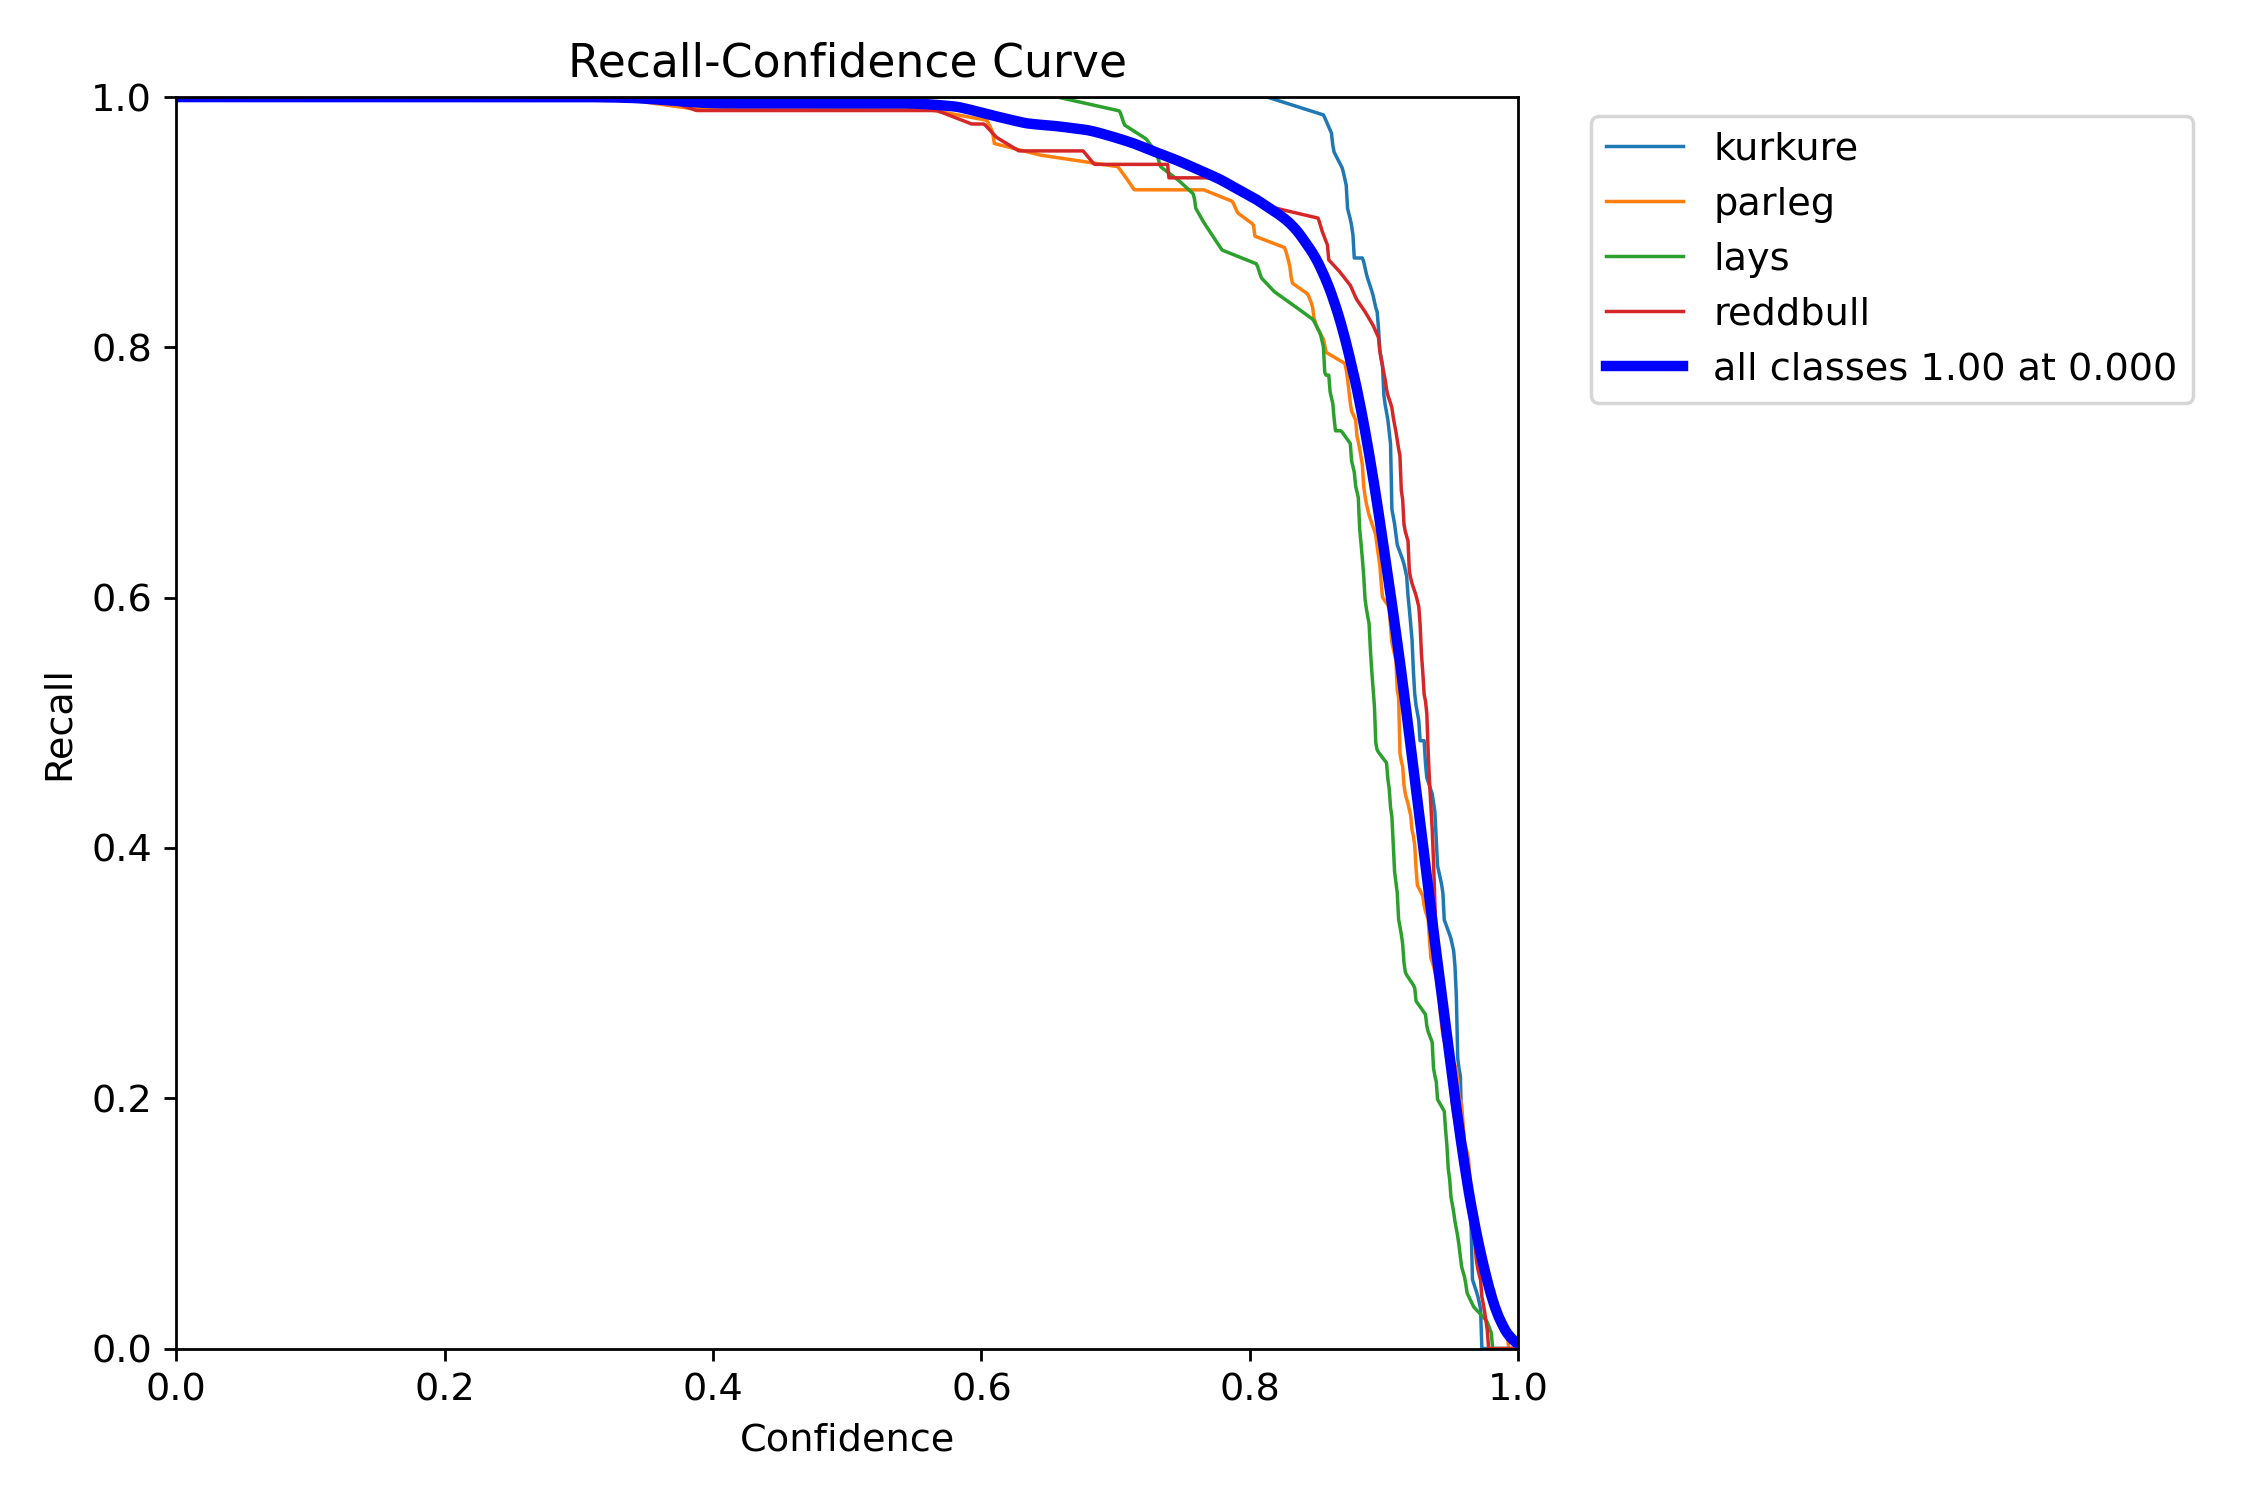 Recall-Confidence Curve
1.0
0.8
0.6
0.4
0.2
0.0
Recall
0.0 0.2 0.4 0.6 0.8 1.0
Confidence
kurkure
parleg
lays
reddbull
all classes 1.00 at 0.000